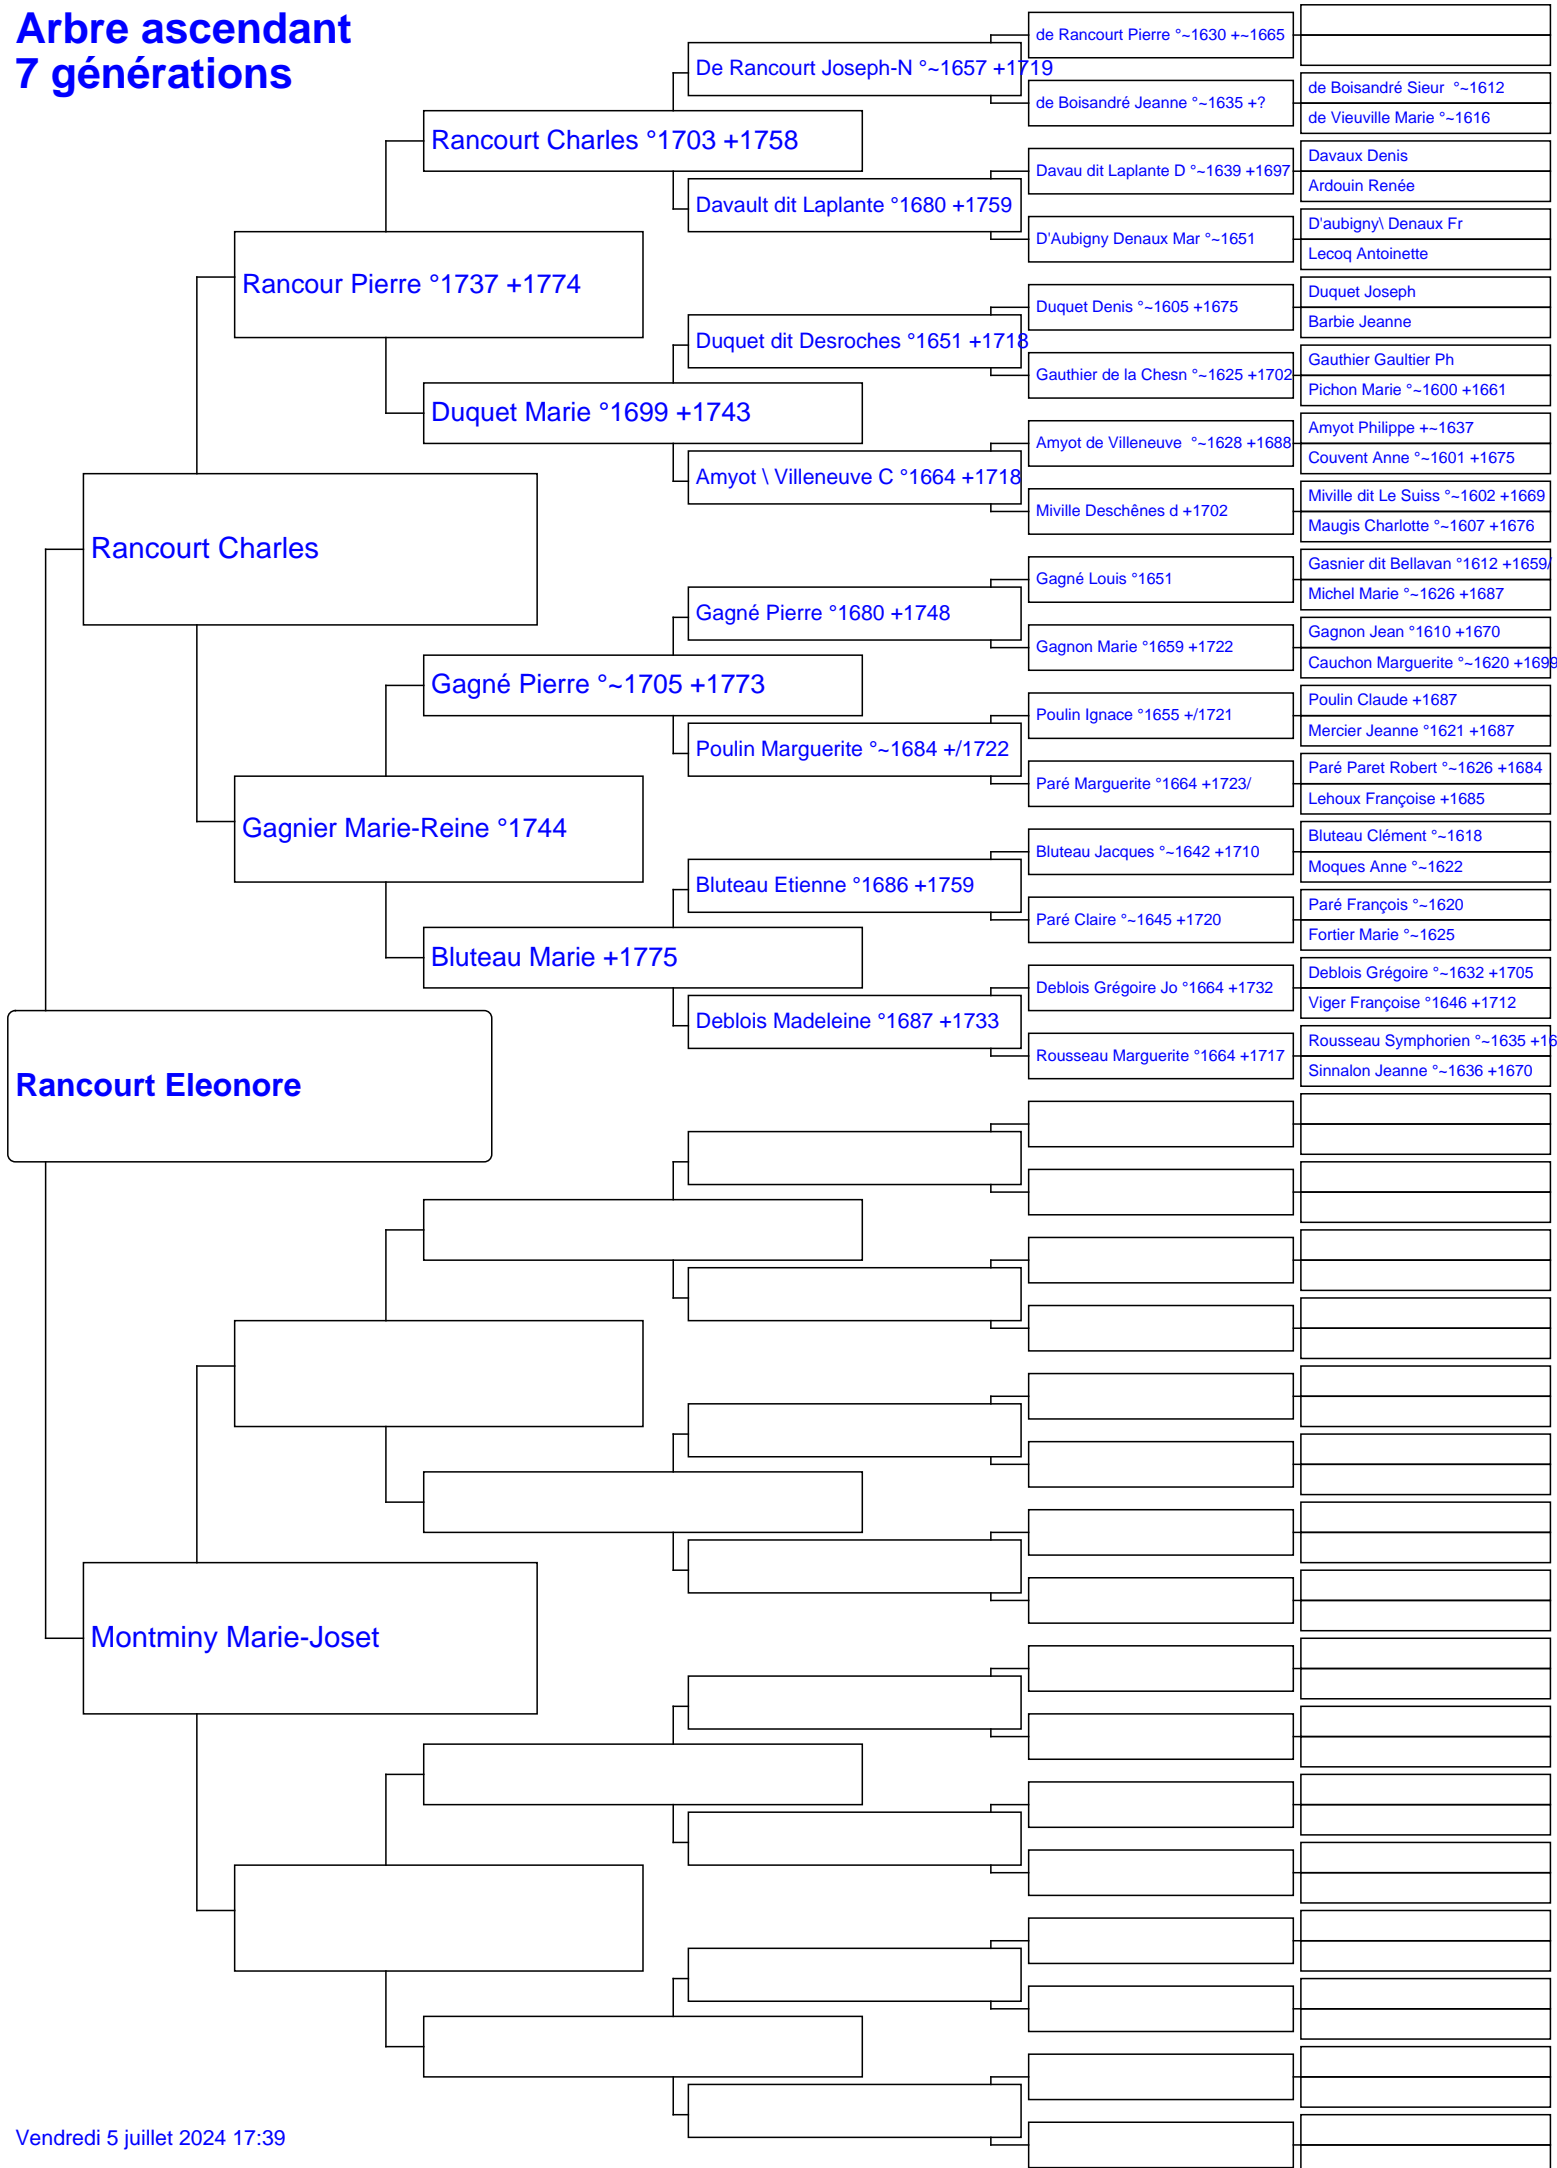 Arbre ascendant
7 générations
de Rancourt Pierre °~1630 +~1665
De Rancourt Joseph-N °~1657 +1719
de Boisandré Jeanne °~1635 +?
de Boisandré Sieur °~1612
de Vieuville Marie °~1616
Rancourt Charles °1703 +1758
Davau dit Laplante D °~1639 +1697
Davaux Denis
Ardouin Renée
Davault dit Laplante °1680 +1759
D'Aubigny Denaux Mar °~1651
D'aubigny\ Denaux Fr
Lecoq Antoinette
Rancour Pierre °1737 +1774
Duquet Denis °~1605 +1675
Duquet Joseph
Barbie Jeanne
Duquet dit Desroches °1651 +1718
Gauthier de la Chesn °~1625 +1702
Gauthier Gaultier Ph
Pichon Marie °~1600 +1661
Duquet Marie °1699 +1743
Amyot de Villeneuve °~1628 +1688
Amyot Philippe +~1637
Couvent Anne °~1601 +1675
Amyot \ Villeneuve C °1664 +1718
Miville Deschênes d +1702
Miville dit Le Suiss °~1602 +1669
Maugis Charlotte °~1607 +1676
Rancourt Charles
Gagné Louis °1651
Gasnier dit Bellavan °1612 +1659/
Michel Marie °~1626 +1687
Gagné Pierre °1680 +1748
Gagnon Marie °1659 +1722
Gagnon Jean °1610 +1670
Cauchon Marguerite °~1620 +1699
Gagné Pierre °~1705 +1773
Poulin Ignace °1655 +/1721
Poulin Claude +1687
Mercier Jeanne °1621 +1687
Poulin Marguerite °~1684 +/1722
Paré Marguerite °1664 +1723/
Paré Paret Robert °~1626 +1684
Lehoux Françoise +1685
Gagnier Marie-Reine °1744
Bluteau Jacques °~1642 +1710
Bluteau Clément °~1618
Moques Anne °~1622
Bluteau Etienne °1686 +1759
Paré Claire °~1645 +1720
Paré François °~1620
Fortier Marie °~1625
Bluteau Marie +1775
Deblois Grégoire Jo °1664 +1732
Deblois Grégoire °~1632 +1705
Viger Françoise °1646 +1712
Deblois Madeleine °1687 +1733
Rousseau Marguerite °1664 +1717
Rousseau Symphorien °~1635 +16
Sinnalon Jeanne °~1636 +1670
Rancourt Eleonore
Montminy Marie-Joset
Vendredi 5 juillet 2024 17:39